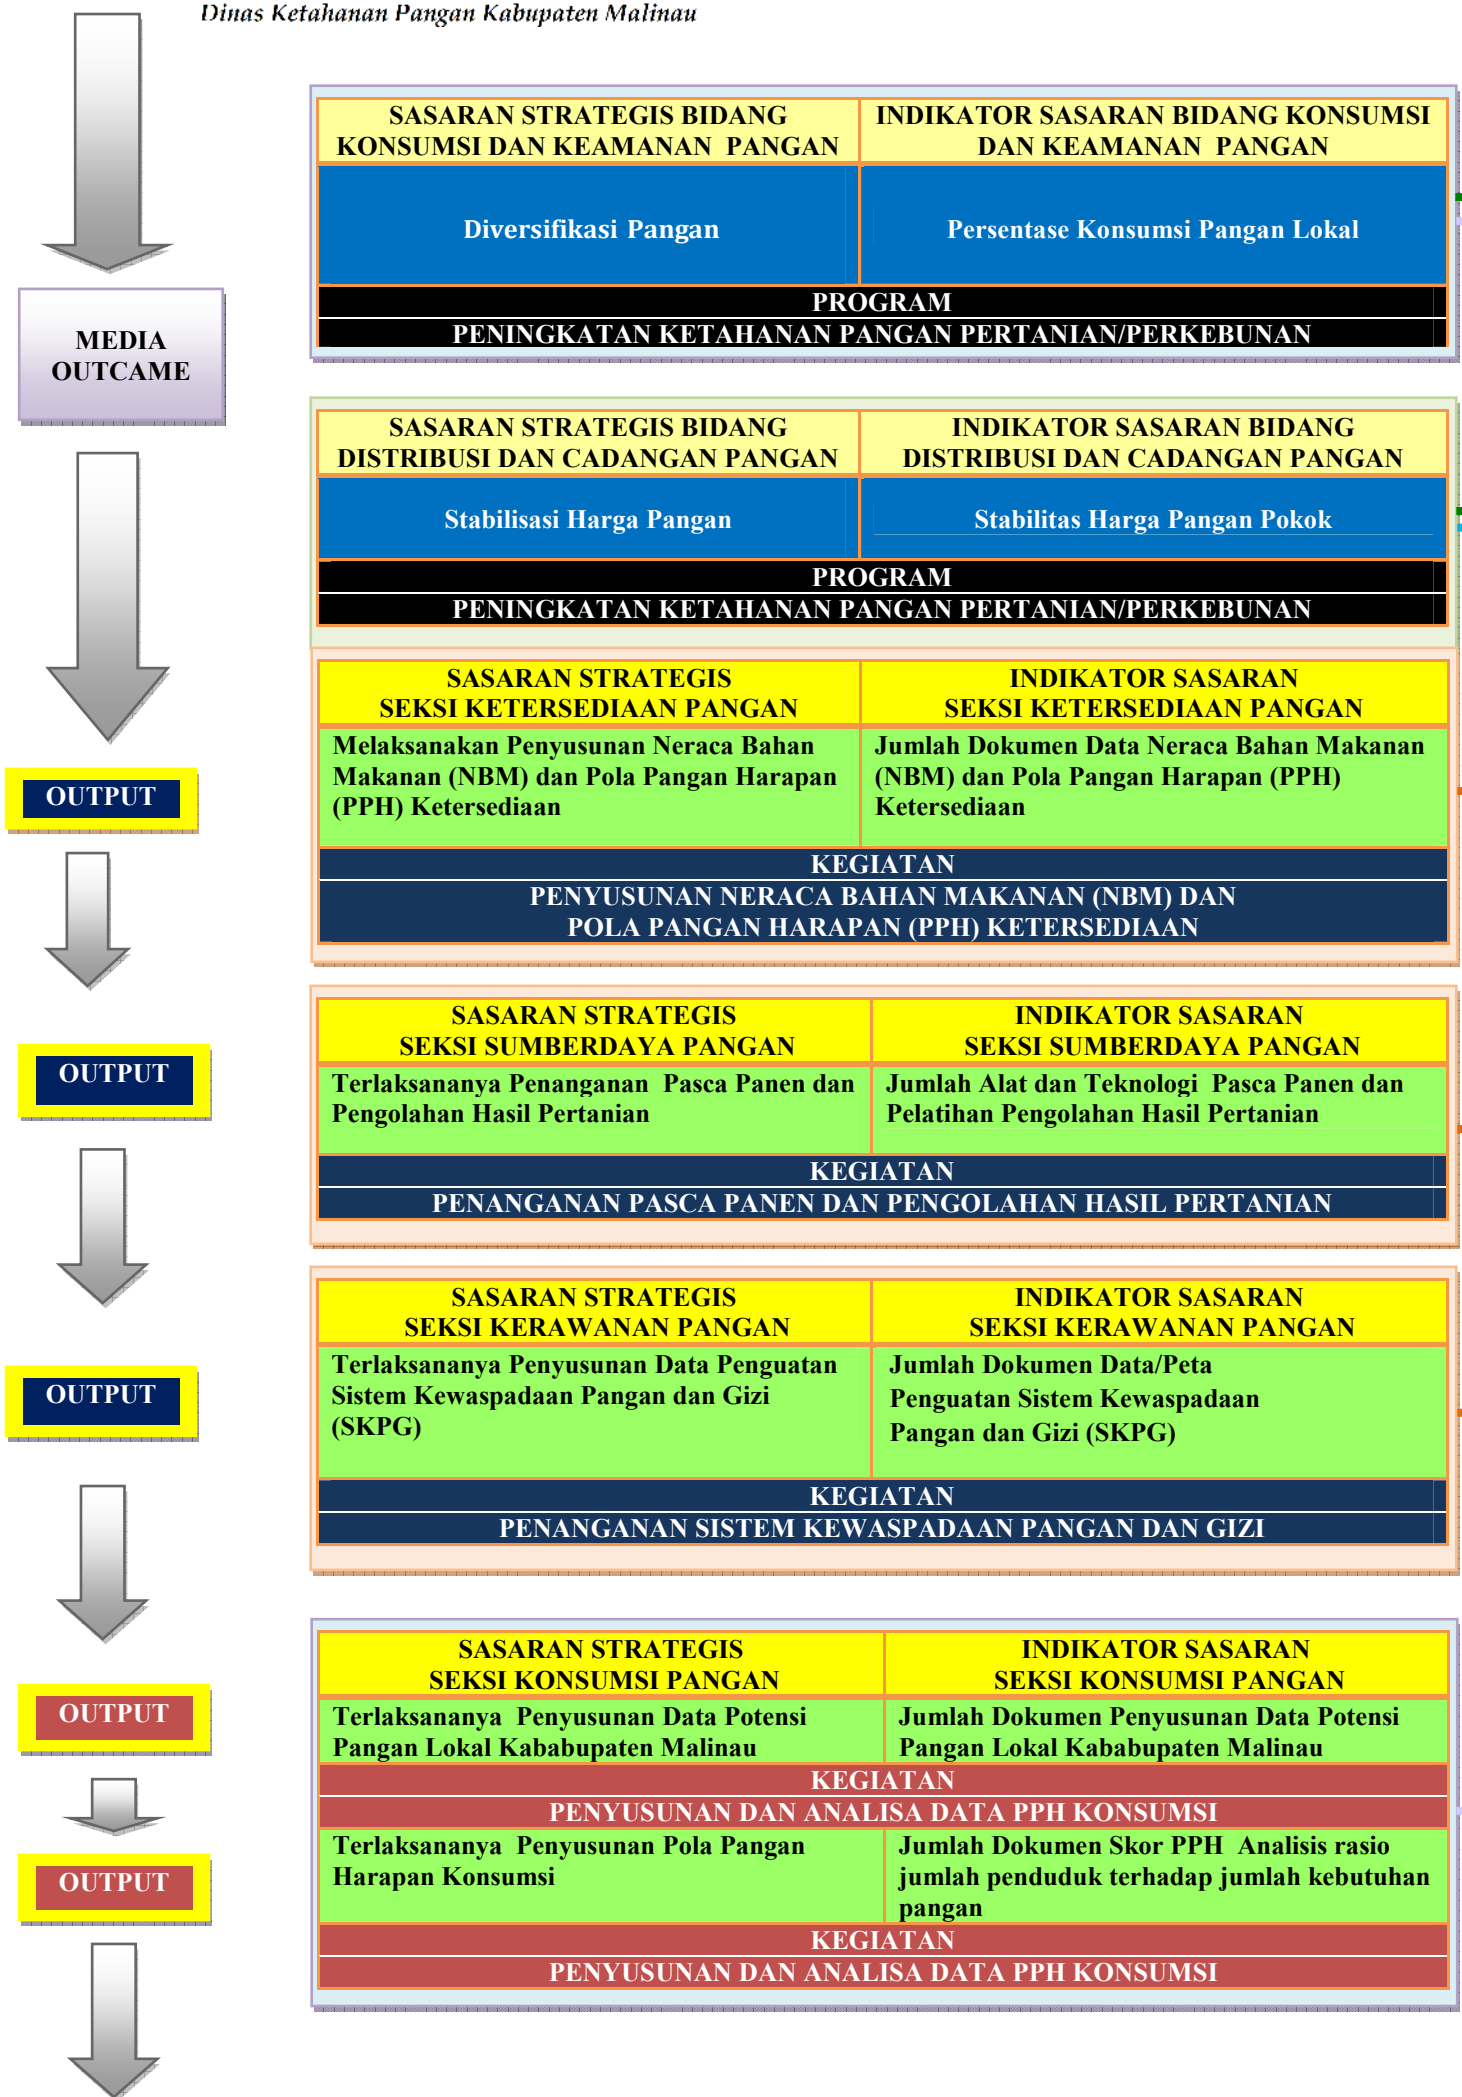 Dinas Ketahanan Pangan Kabupaten Malinau
SASARAN STRATEGIS BIDANG
KONSUMSI DAN KEAMANAN PANGAN
INDIKATOR SASARAN BIDANG KONSUMSI
DAN KEAMANAN PANGAN
Diversifikasi Pangan
Persentase Konsumsi Pangan Lokal
PROGRAM
PENINGKATAN KETAHANAN PANGAN PERTANIAN/PERKEBUNAN
MEDIA
OUTCAME
SASARAN STRATEGIS BIDANG
DISTRIBUSI DAN CADANGAN PANGAN
INDIKATOR SASARAN BIDANG
DISTRIBUSI DAN CADANGAN PANGAN
Stabilisasi Harga Pangan
Stabilitas Harga Pangan Pokok
PROGRAM
PENINGKATAN KETAHANAN PANGAN PERTANIAN/PERKEBUNAN
SASARAN STRATEGIS
SEKSI KETERSEDIAAN PANGAN
INDIKATOR SASARAN
SEKSI KETERSEDIAAN PANGAN
Melaksanakan Penyusunan Neraca Bahan
Makanan (NBM) dan Pola Pangan Harapan
(PPH) Ketersediaan
Jumlah Dokumen Data Neraca Bahan Makanan
(NBM) dan Pola Pangan Harapan (PPH)
Ketersediaan
OUTPUT
KEGIATAN
PENYUSUNAN NERACA BAHAN MAKANAN (NBM) DAN
POLA PANGAN HARAPAN (PPH) KETERSEDIAAN
SASARAN STRATEGIS
SEKSI SUMBERDAYA PANGAN
INDIKATOR SASARAN
SEKSI SUMBERDAYA PANGAN
OUTPUT
Terlaksananya Penanganan Pasca Panen dan
Pengolahan Hasil Pertanian
Jumlah Alat dan Teknologi Pasca Panen dan
Pelatihan Pengolahan Hasil Pertanian
KEGIATAN
PENANGANAN PASCA PANEN DAN PENGOLAHAN HASIL PERTANIAN
SASARAN STRATEGIS
SEKSI KERAWANAN PANGAN
INDIKATOR SASARAN
SEKSI KERAWANAN PANGAN
OUTPUT
Terlaksananya Penyusunan Data Penguatan
Sistem Kewaspadaan Pangan dan Gizi
(SKPG)
Jumlah Dokumen Data/Peta
Penguatan Sistem Kewaspadaan
Pangan dan Gizi (SKPG)
KEGIATAN
PENANGANAN SISTEM KEWASPADAAN PANGAN DAN GIZI
SASARAN STRATEGIS
SEKSI KONSUMSI PANGAN
INDIKATOR SASARAN
SEKSI KONSUMSI PANGAN
OUTPUT
Terlaksananya Penyusunan Data Potensi
Pangan Lokal Kababupaten Malinau
Jumlah Dokumen Penyusunan Data Potensi
Pangan Lokal Kababupaten Malinau
KEGIATAN
PENYUSUNAN DAN ANALISA DATA PPH KONSUMSI
OUTPUT
Terlaksananya Penyusunan Pola Pangan
Harapan Konsumsi
Jumlah Dokumen Skor PPH Analisis rasio
jumlah penduduk terhadap jumlah kebutuhan
pangan
KEGIATAN
PENYUSUNAN DAN ANALISA DATA PPH KONSUMSI